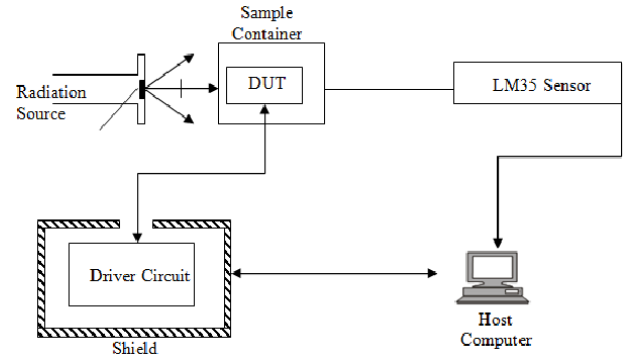 Sample
Container
Radiation
Source
DUT
LM35 Sensor
Driver Circuit
Shield
Host
Computer